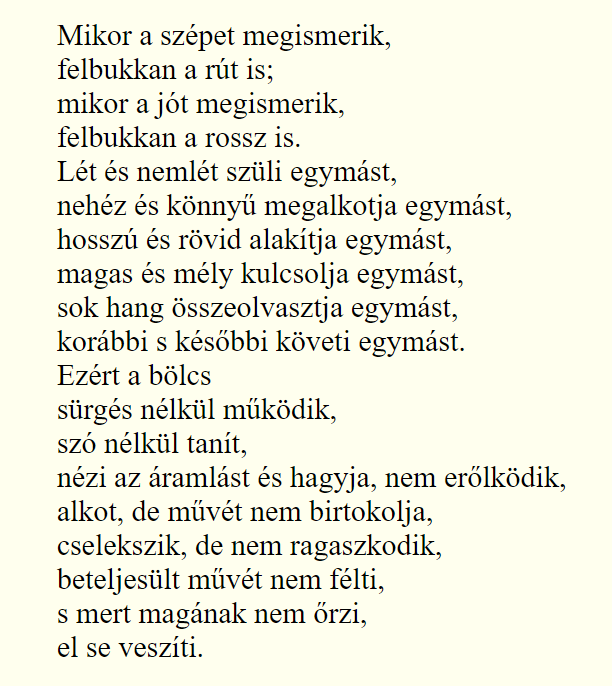 Mikor a szépet megismerik,
felbukkan a rút is;
mikor a jót megismerik,
felbukkan a rossz is.
Lét és nemlét szüli egymást,
nehéz és könnyű megalkotja egymást,
hosszú és rövid alakítja egymást,
magas és mély kulcsolja egymást,
sok hang összeolvasztja egymást,
korábbi s későbbi követi egymást.
Ezért a bölcs
sürgés nélkül működik,
szó nélkül tanít,
nézi az áramlást és hagyja, nem erőlködik,
alkot, de művét nem birtokolja,
cselekszik, de nem ragaszkodik,
beteljesült művét nem félti,
s mert magának nem őrzi,
el se veszíti.